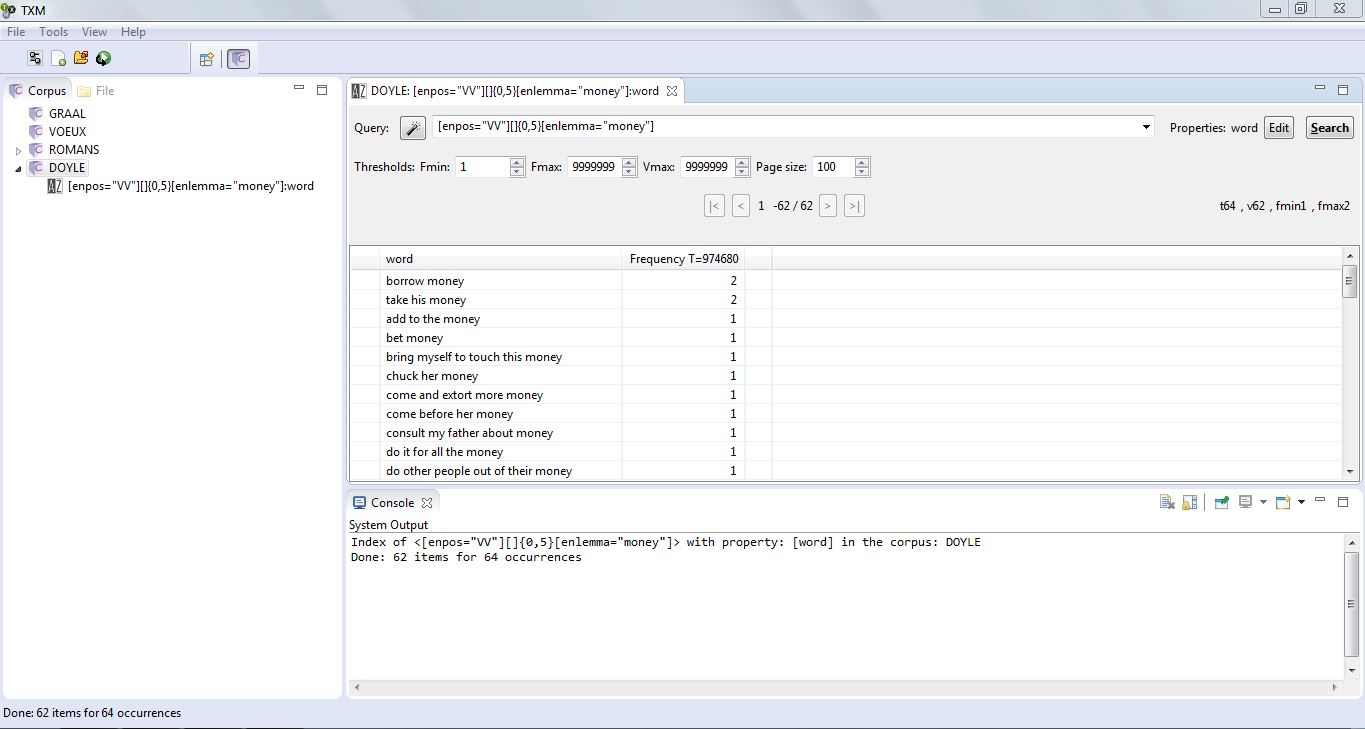 TXM
File Tools View Help
Corpus File
GRAAL
VOEUX
ROMANS
DOYLE
AZ [enpos="VV"][]{0,5}[enlemma="money"]:word
AZ DOYLE: [enpos="VV"][]{0,5}[enlemma="money"]:word
Query: [enpos="VV"][]{0,5}[enlemma="money"] Properties: word Edit Search
Thresholds: Fmin: 1 Fmax: 9999999 Vmax: 9999999 Page size: 100
|< < 1 -62 / 62 > >| t64 , v62 , fmin1 , fmax2
word Frequency T=974680
borrow money 2
take his money 2
add to the money 1
bet money 1
bring myself to touch this money 1
chuck her money 1
come and extort more money 1
come before her money 1
consult my father about money 1
do it for all the money 1
do other people out of their money 1
Console
System Output
Index of <[enpos="VV"][]{0,5}[enlemma="money"]> with property: [word] in the corpus: DOYLE
Done: 62 items for 64 occurrences
Done: 62 items for 64 occurrences